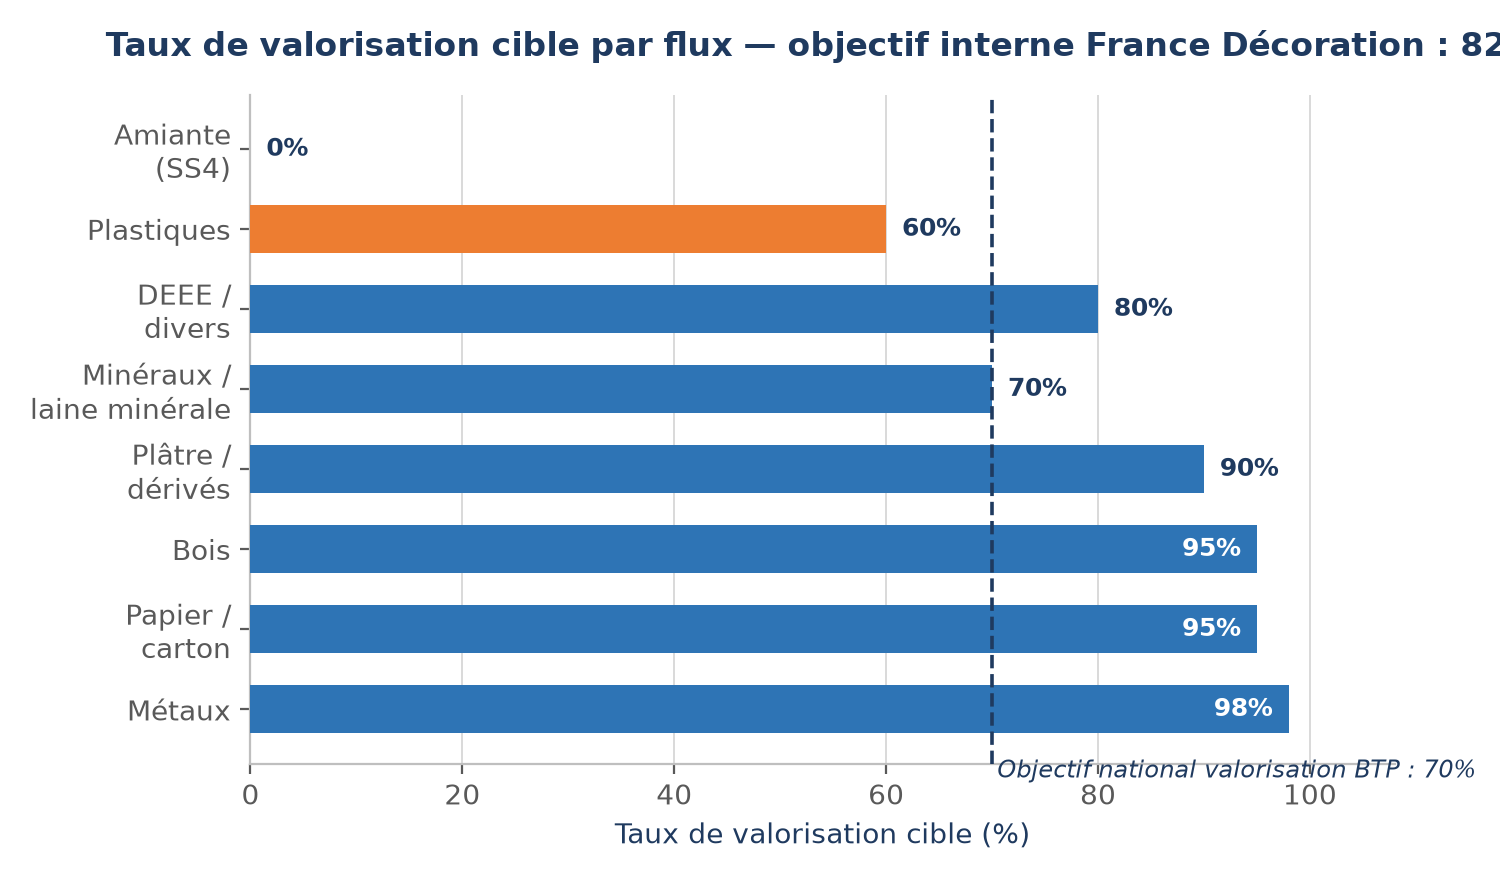 Taux de valorisation cible par flux — objectif interne France Décoration : 82
Amiante
(SS4)
0%
Plastiques
60%
DEEE /
divers
80%
Minéraux /
laine minérale
70%
Plâtre /
dérivés
90%
Bois
95%
Papier /
carton
95%
Métaux
98%
Objectif national valorisation BTP : 70%
0 20 40 60 80 100
Taux de valorisation cible (%)